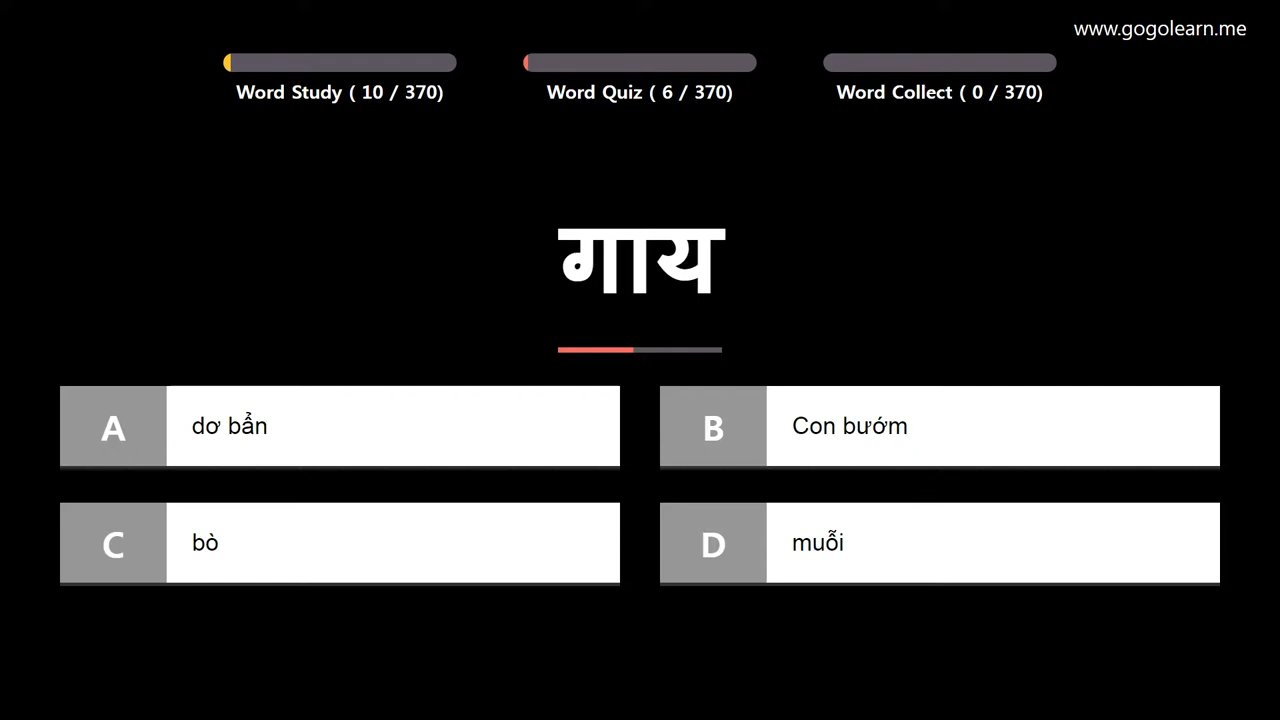 www.gogolearn.me
Word Study ( 10 / 370)
Word Quiz ( 6 / 370)
Word Collect ( 0 / 370)
गाय
A
dơ bẩn
B
Con bướm
C
bò
D
muỗi